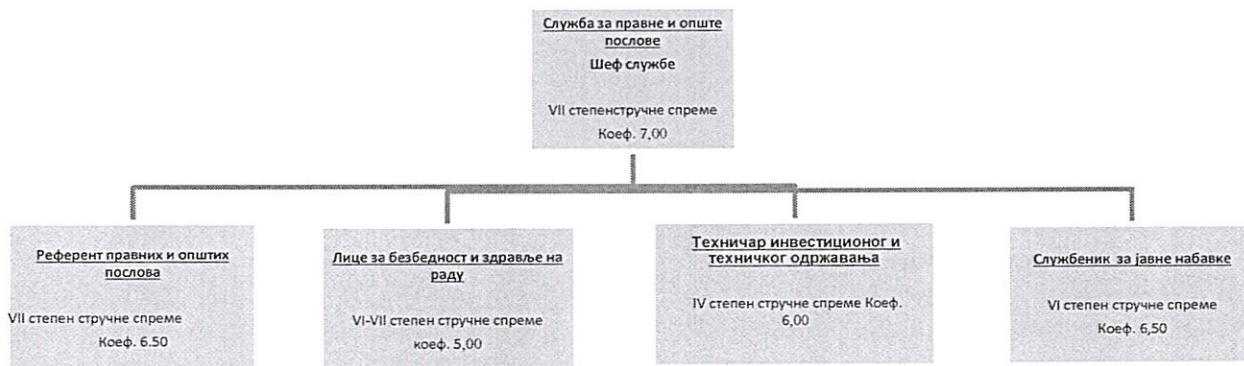 Служба за правне и опште
послове
Шеф службе
VII степенстручне спреме
Коеф. 7,00
Референт правних и општих
послова
VII степен стручне спреме
Коеф. 6.50
Лице за безбедност и здравље на
раду
VI-VII степен стручне спреме
коеф. 5,00
Техничар инвестиционог и
техничког одржавања
IV степен стручне спреме Коеф.
6,00
Службеник за јавне набавке
VI степен стручне спреме
Коеф. 6,50